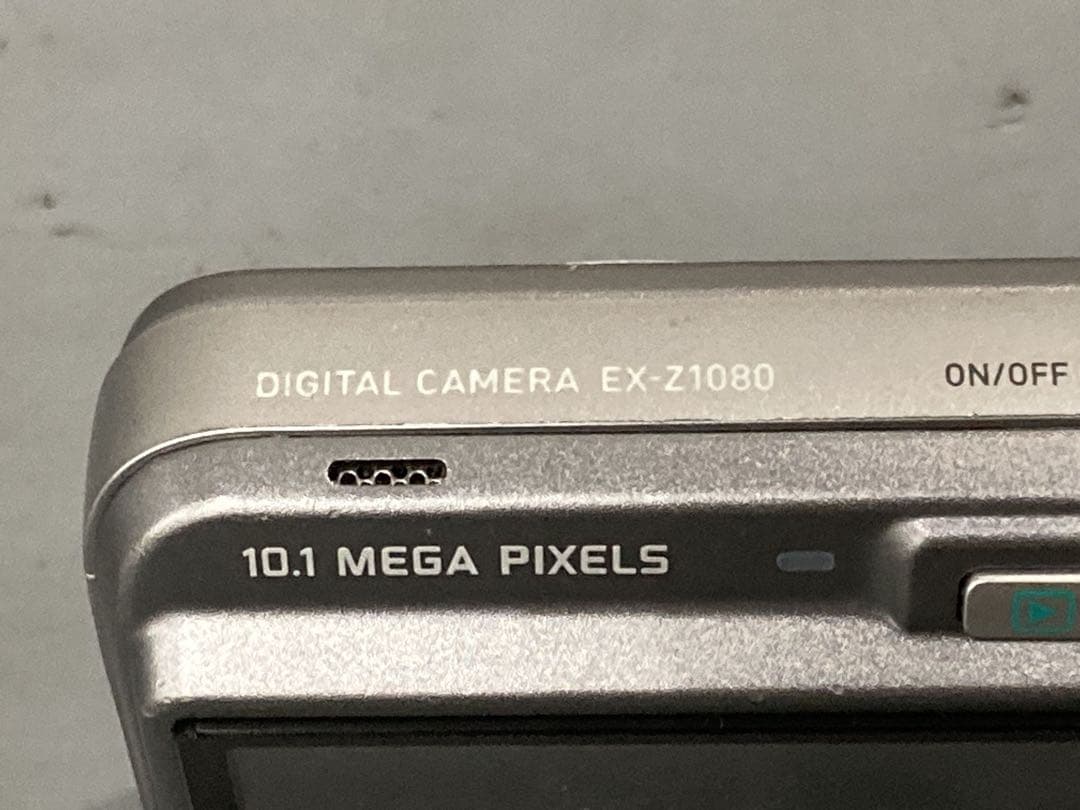 DIGITAL CAMERA EX-Z1080
ON/OFF
10.1 MEGA PIXELS